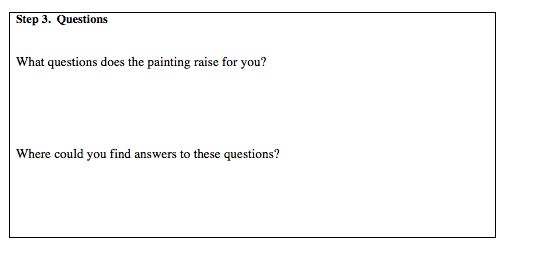 Step 3. Questions
What questions does the painting raise for you?
Where could you find answers to these questions?